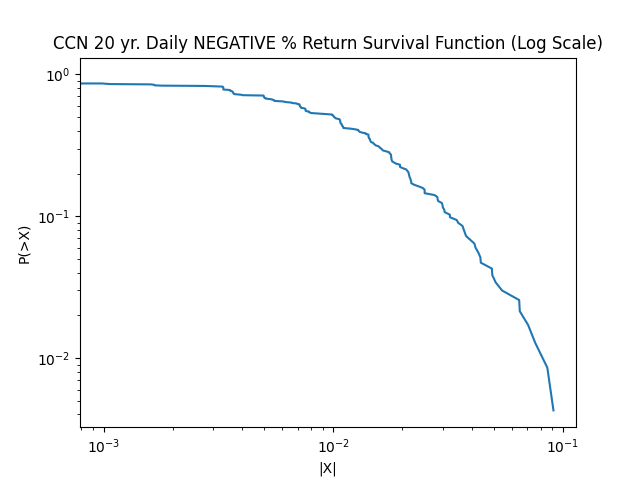 CCN 20 yr. Daily NEGATIVE % Return Survival Function (Log Scale)
10⁰
10⁻¹
10⁻²
P(>X)
10⁻³
10⁻²
10⁻¹
|X|